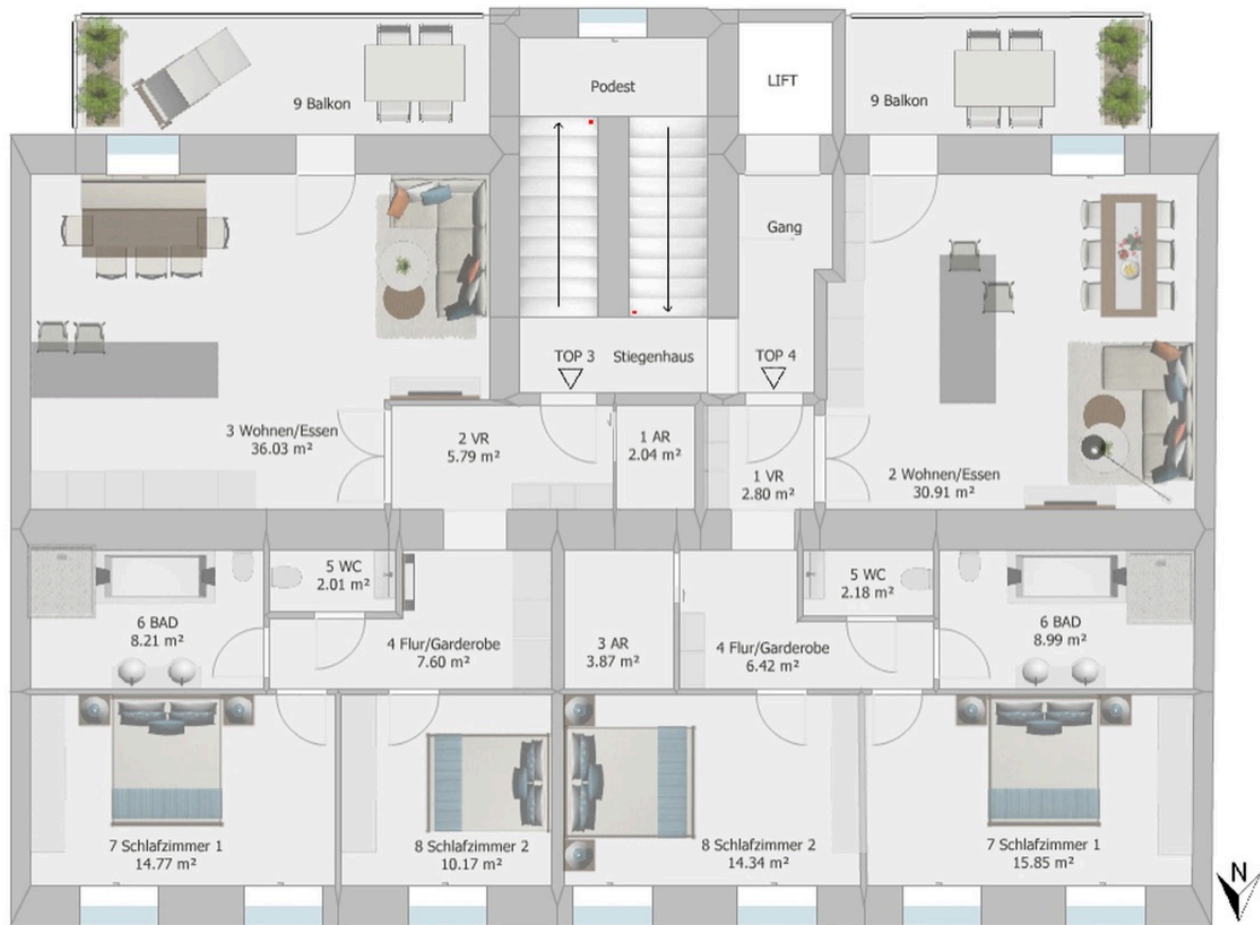 Podest
LIFT
9 Balkon
9 Balkon
Gang
TOP 3
Stiegenhaus
TOP 4
3 Wohnen/Essen
36.03 m²
2 VR
5.79 m²
1 AR
2.04 m²
1 VR
2.80 m²
2 Wohnen/Essen
30.91 m²
5 WC
2.01 m²
5 WC
2.18 m²
6 BAD
8.21 m²
4 Flur/Garderobe
7.60 m²
3 AR
3.87 m²
4 Flur/Garderobe
6.42 m²
6 BAD
8.99 m²
7 Schlafzimmer 1
14.77 m²
8 Schlafzimmer 2
10.17 m²
8 Schlafzimmer 2
14.34 m²
7 Schlafzimmer 1
15.85 m²
N